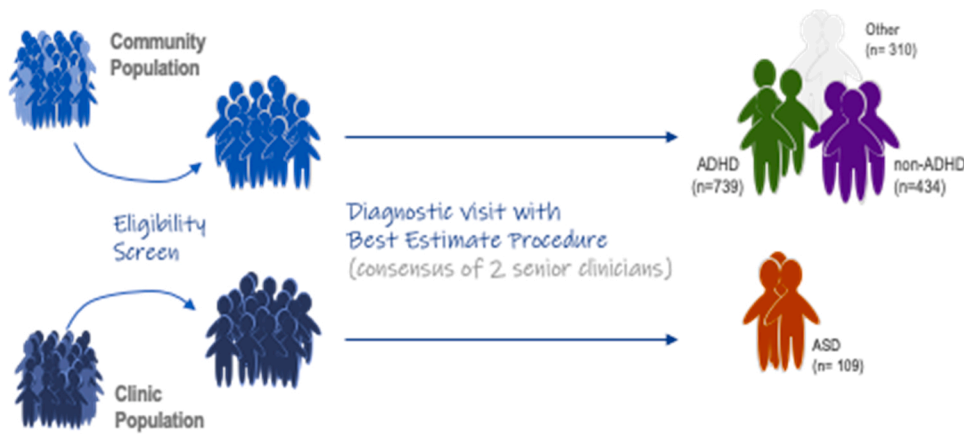 Community
Population
Other
(n= 310)
ADHD
(n=739)
non-ADHD
(n=434)
Eligibility
Screen
Diagnostic visit with
Best Estimate Procedure
(consensus of 2 senior clinicians)
ASD
(n= 109)
Clinic
Population